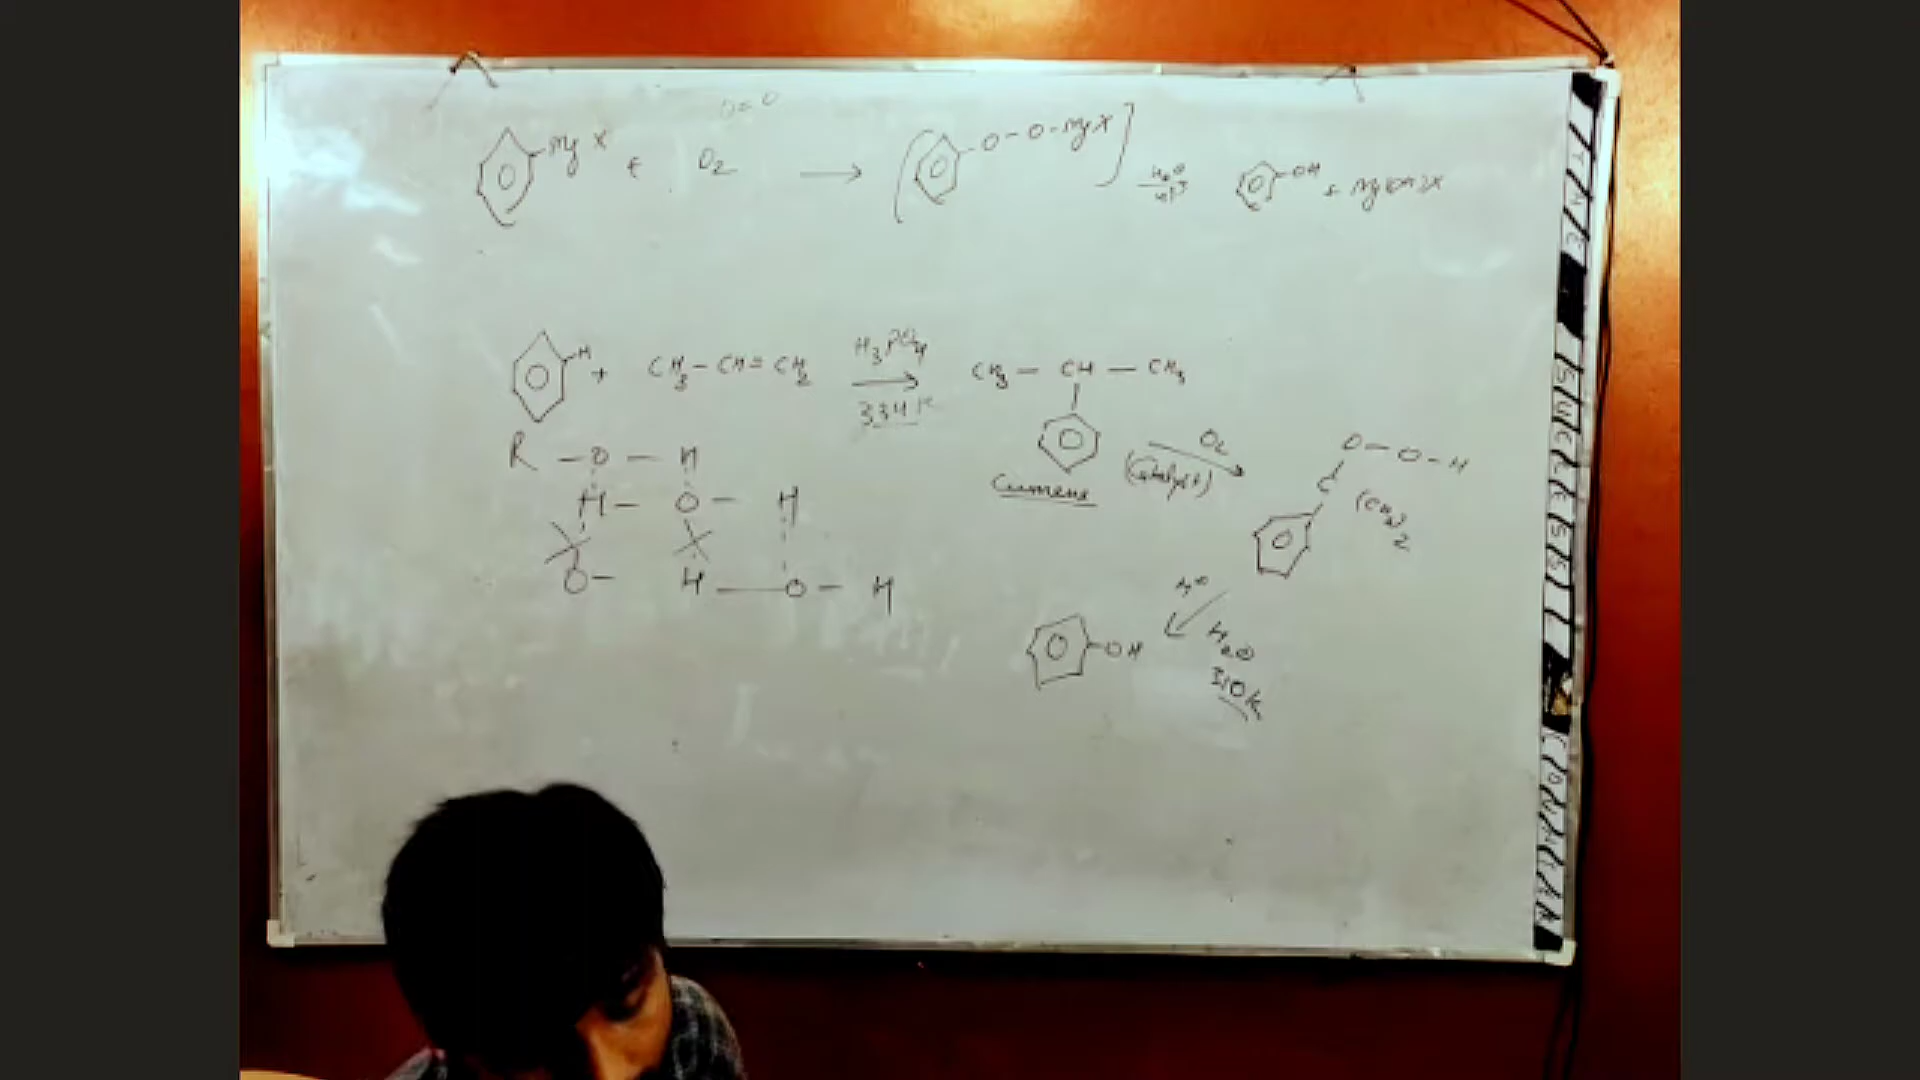 O=O
MgX + O2 → [ O-O-MgX ] H2O H⊕ OH + Mg(OH)X
H + CH3-CH=CH2 H3PO4 334K CH3-CH-CH3
R-O-H
H-O-H
O- H-O-H
Cumene O2 (Catalyst) O-O-H
C (CH3)2
H⊕ H2O 310K
OH